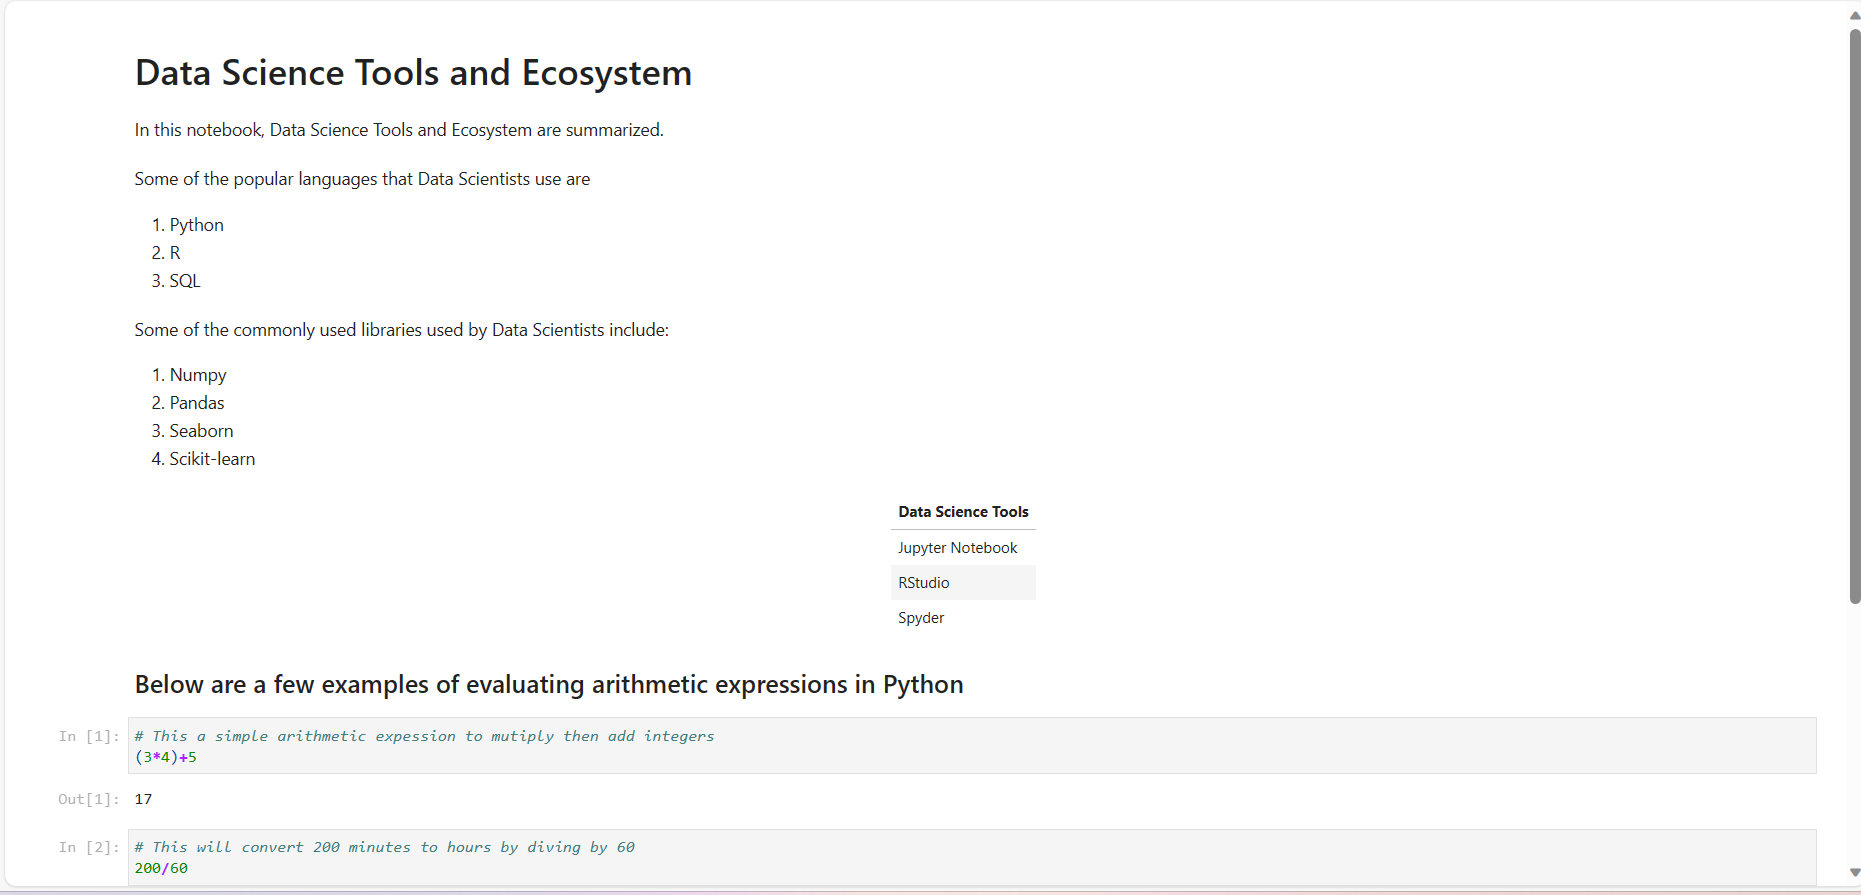 Data Science Tools and Ecosystem
In this notebook, Data Science Tools and Ecosystem are summarized.
Some of the popular languages that Data Scientists use are
1. Python
2. R
3. SQL
Some of the commonly used libraries used by Data Scientists include:
1. Numpy
2. Pandas
3. Seaborn
4. Scikit-learn
Data Science Tools
Jupyter Notebook
RStudio
Spyder
Below are a few examples of evaluating arithmetic expressions in Python
In [1]: # This a simple arithmetic expession to mutiply then add integers
(3*4)+5
Out[1]: 17
In [2]: # This will convert 200 minutes to hours by diving by 60
200/60